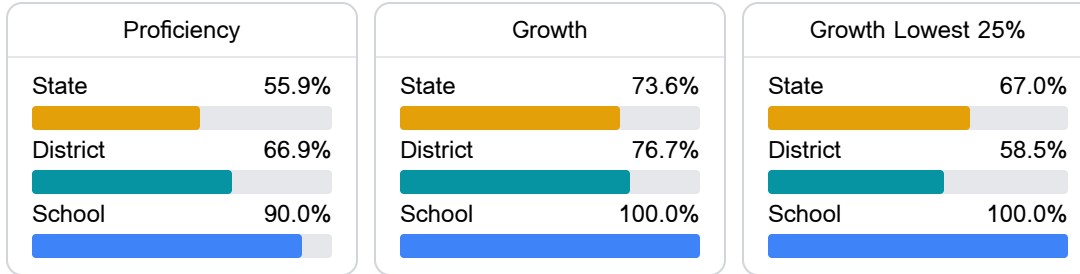 Proficiency
State 55.9%
District 66.9%
School 90.0%
Growth
State 73.6%
District 76.7%
School 100.0%
Growth Lowest 25%
State 67.0%
District 58.5%
School 100.0%